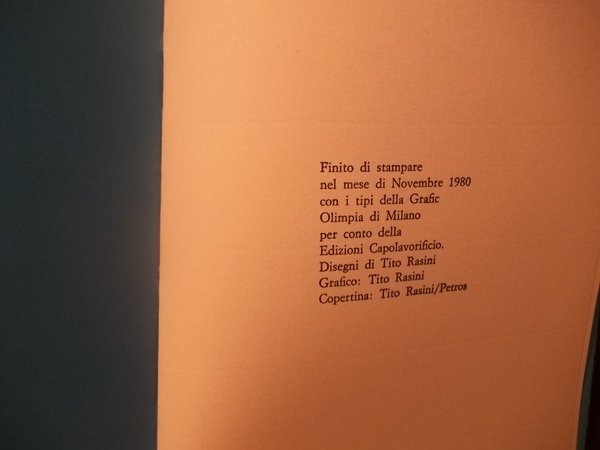 Finito di stampare
nel mese di Novembre 1980
con i tipi della Grafic
Olimpia di Milano
per conto della
Edizioni Capolavorificio.
Disegni di Tito Rasini
Grafico: Tito Rasini
Copertina: Tito Rasini/Petros